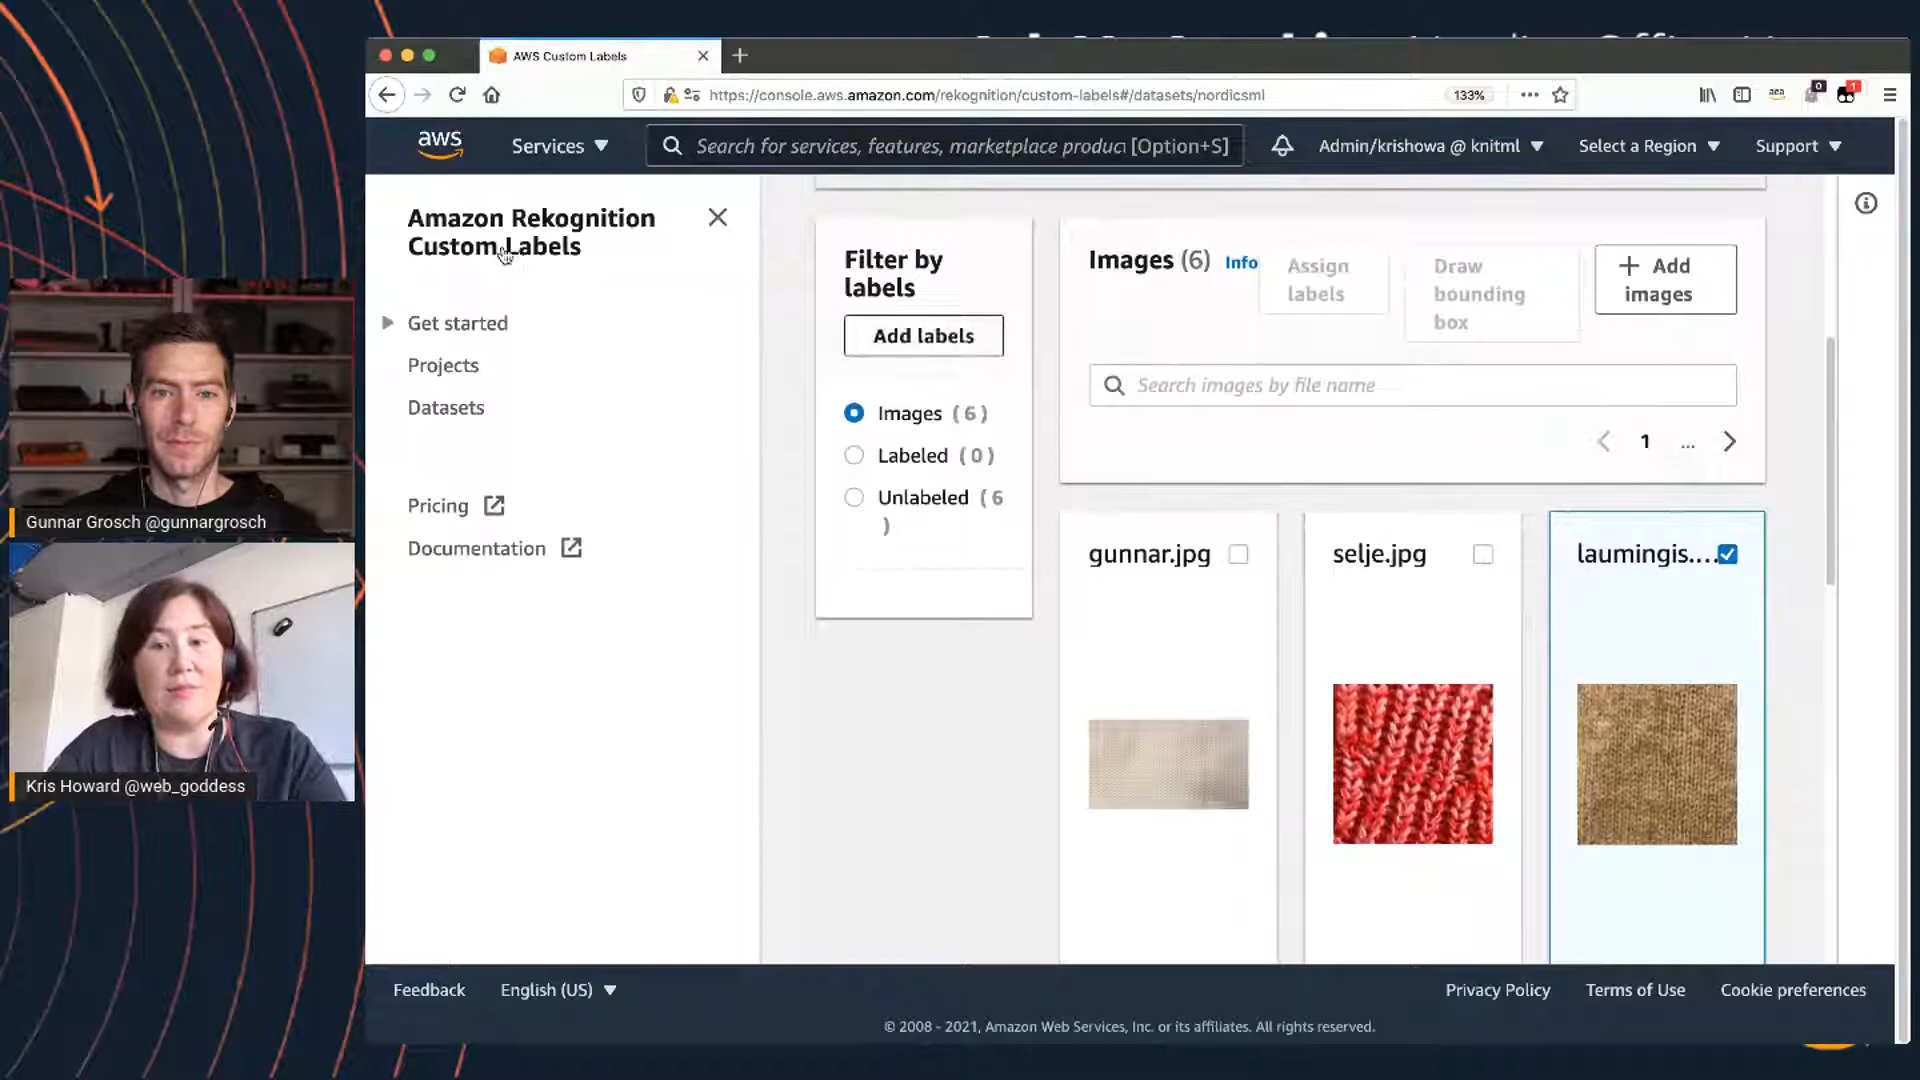 AWS Custom Labels
https://console.aws.amazon.com/rekognition/custom-labels#/datasets/nordicsml
133%
aea
0
1
aws
Services
Search for services, features, marketplace produc [Option+S]
Admin/krishowa @ knitml
Select a Region
Support
Amazon Rekognition
Custom Labels
Get started
Projects
Datasets
Pricing
Documentation
Filter by
labels
Add labels
Images ( 6 )
Labeled ( 0 )
Unlabeled ( 6
)
Images (6) Info
Assign
labels
Draw
bounding
box
+ Add
images
Search images by file name
1
...
gunnar.jpg
selje.jpg
laumingis....
Gunnar Grosch @gunnargrosch
Kris Howard @web_goddess
Feedback
English (US)
Privacy Policy
Terms of Use
Cookie preferences
© 2008 - 2021, Amazon Web Services, Inc. or its affiliates. All rights reserved.